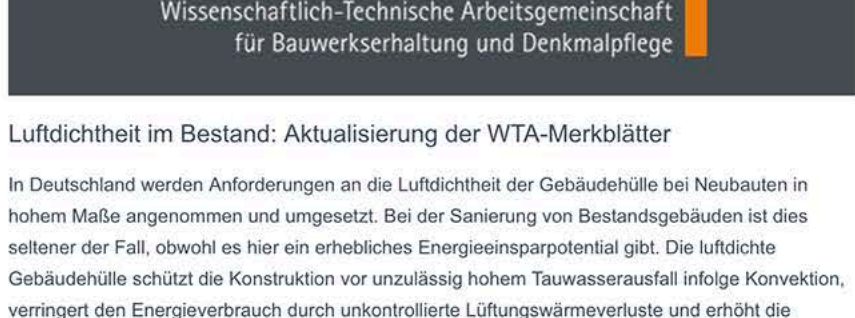 Wissenschaftlich-Technische Arbeitsgemeinschaft
für Bauwerkserhaltung und Denkmalpflege
Luftdichtheit im Bestand: Aktualisierung der WTA-Merkblätter
In Deutschland werden Anforderungen an die Luftdichtheit der Gebäudehülle bei Neubauten in
hohem Maße angenommen und umgesetzt. Bei der Sanierung von Bestandsgebäuden ist dies
seltener der Fall, obwohl es hier ein erhebliches Energieeinsparpotential gibt. Die luftdichte
Gebäudehülle schützt die Konstruktion vor unzulässig hohem Tauwasserausfall infolge Konvektion,
verringert den Energieverbrauch durch unkontrollierte Lüftungswärmeverluste und erhöht die